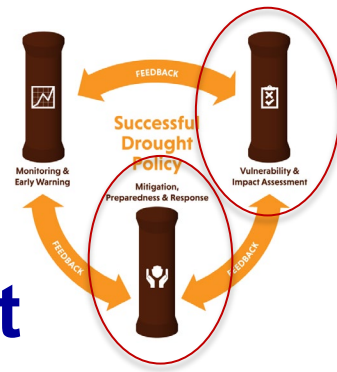 FEEDBACK
Successful
Drought
Policy
Monitoring &
Early Warning
Vulnerability &
Impact Assessment
Mitigation,
Preparedness & Response
FEEDBACK
FEEDBACK
t